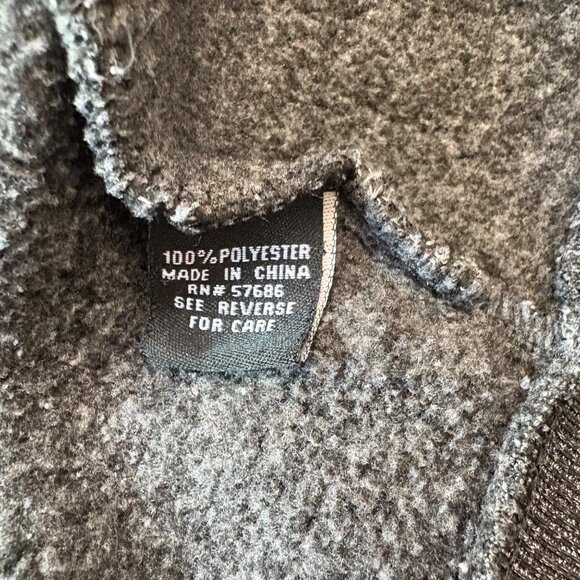 100% POLYESTER
MADE IN CHINA
RN# 57686
SEE REVERSE
FOR CARE